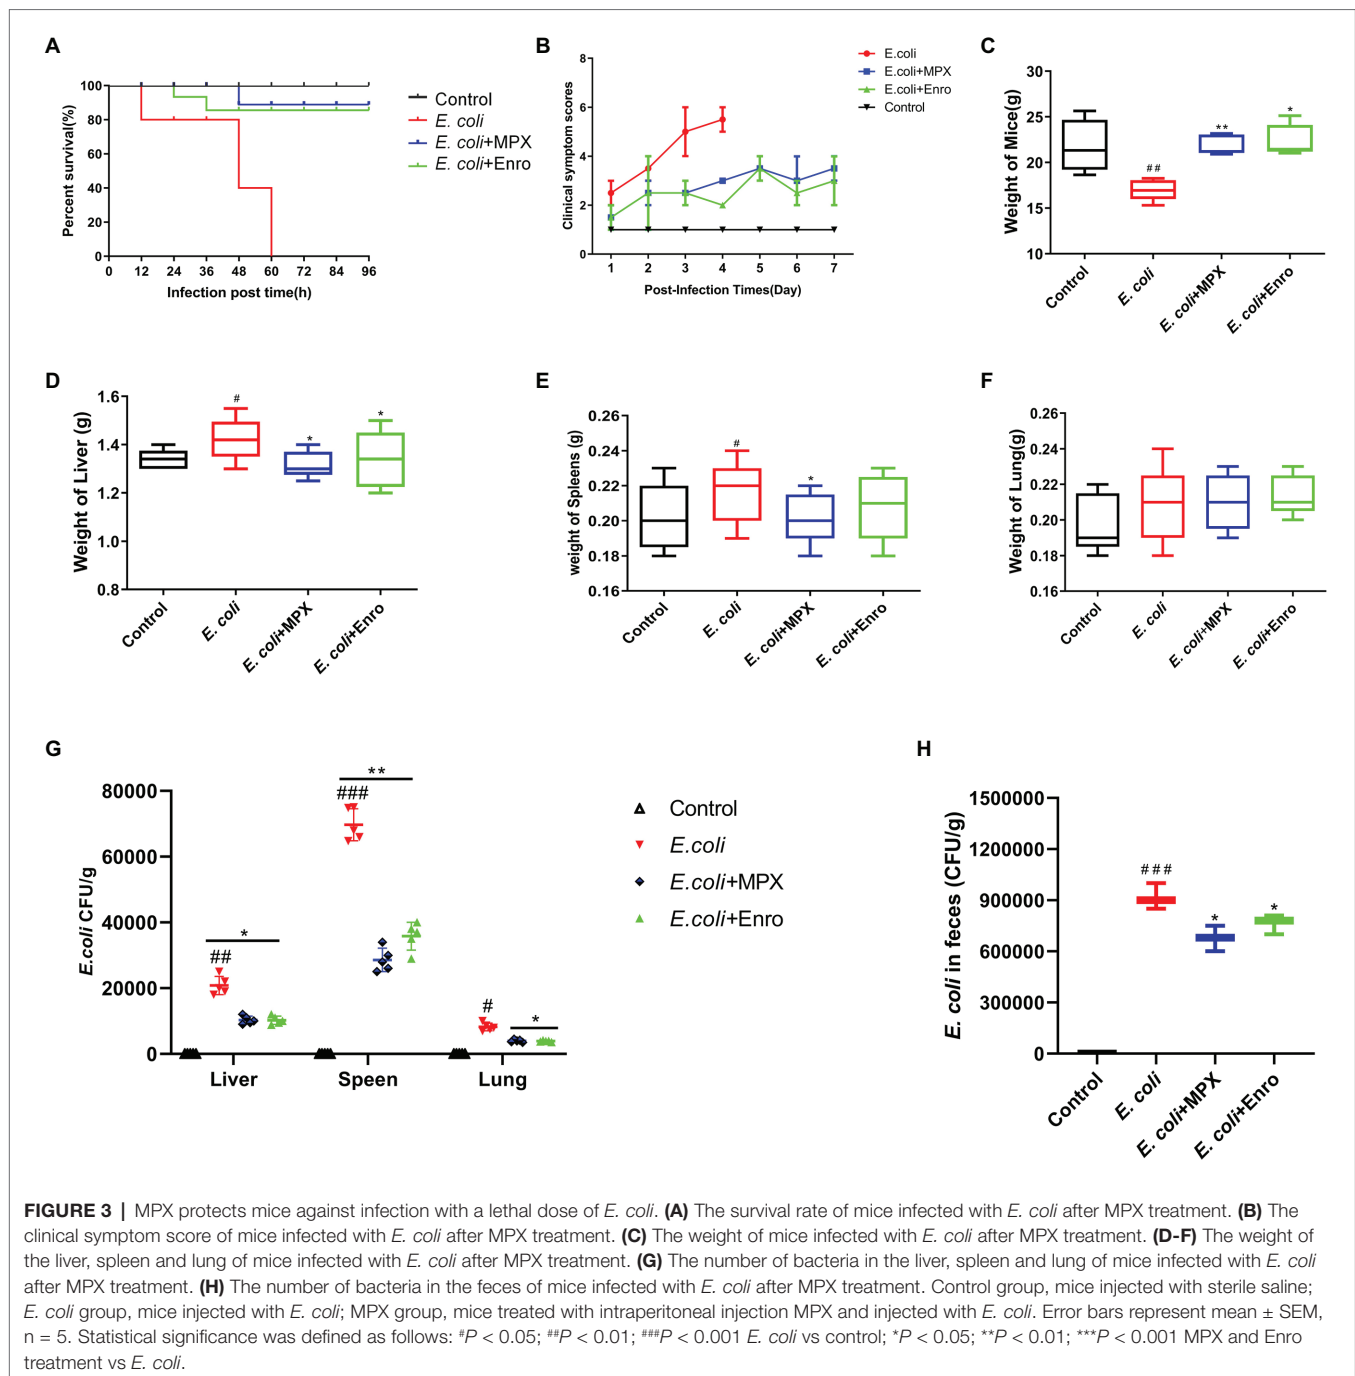 A
Percent survival(%)
100
80
60
40
20
0
0 12 24 36 48 60 72 84 96
Infection post time(h)
Control
E. coli
E. coli+MPX
E. coli+Enro
B
Clinical symptom scores
8
6
4
2
0
1 2 3 4 5 6 7
Post-Infection Times(Day)
E.coli
E.coli+MPX
E.coli+Enro
Control
C
Weight of Mice(g)
30
25
20
15
10
##
**
*
Control
E. coli
E. coli+MPX
E. coli+Enro
D
Weight of Liver (g)
1.6
1.4
1.2
1.0
0.8
#
*
*
Control
E. coli
E. coli+MPX
E. coli+Enro
E
weight of Spleens (g)
0.26
0.24
0.22
0.20
0.18
0.16
#
*
Control
E. coli
E. coli+MPX
E. coli+Enro
F
Weight of Lung(g)
0.26
0.24
0.22
0.20
0.18
0.16
Control
E. coli
E. coli+MPX
E. coli+Enro
G
E.coli CFU/g
80000
60000
40000
20000
0
*
##
**
###
#
*
Liver Speen Lung
Control
E.coli
E.coli+MPX
E.coli+Enro
H
E. coli in feces (CFU/g)
1500000
1200000
900000
600000
300000
0
###
*
*
Control
E. coli
E. coli+MPX
E. coli+Enro
FIGURE 3 | MPX protects mice against infection with a lethal dose of E. coli. (A) The survival rate of mice infected with E. coli after MPX treatment. (B) The
clinical symptom score of mice infected with E. coli after MPX treatment. (C) The weight of mice infected with E. coli after MPX treatment. (D-F) The weight of
the liver, spleen and lung of mice infected with E. coli after MPX treatment. (G) The number of bacteria in the liver, spleen and lung of mice infected with E. coli
after MPX treatment. (H) The number of bacteria in the feces of mice infected with E. coli after MPX treatment. Control group, mice injected with sterile saline;
E. coli group, mice injected with E. coli; MPX group, mice treated with intraperitoneal injection MPX and injected with E. coli. Error bars represent mean ± SEM,
n = 5. Statistical significance was defined as follows: #P < 0.05; ##P < 0.01; ###P < 0.001 E. coli vs control; *P < 0.05; **P < 0.01; ***P < 0.001 MPX and Enro
treatment vs E. coli.